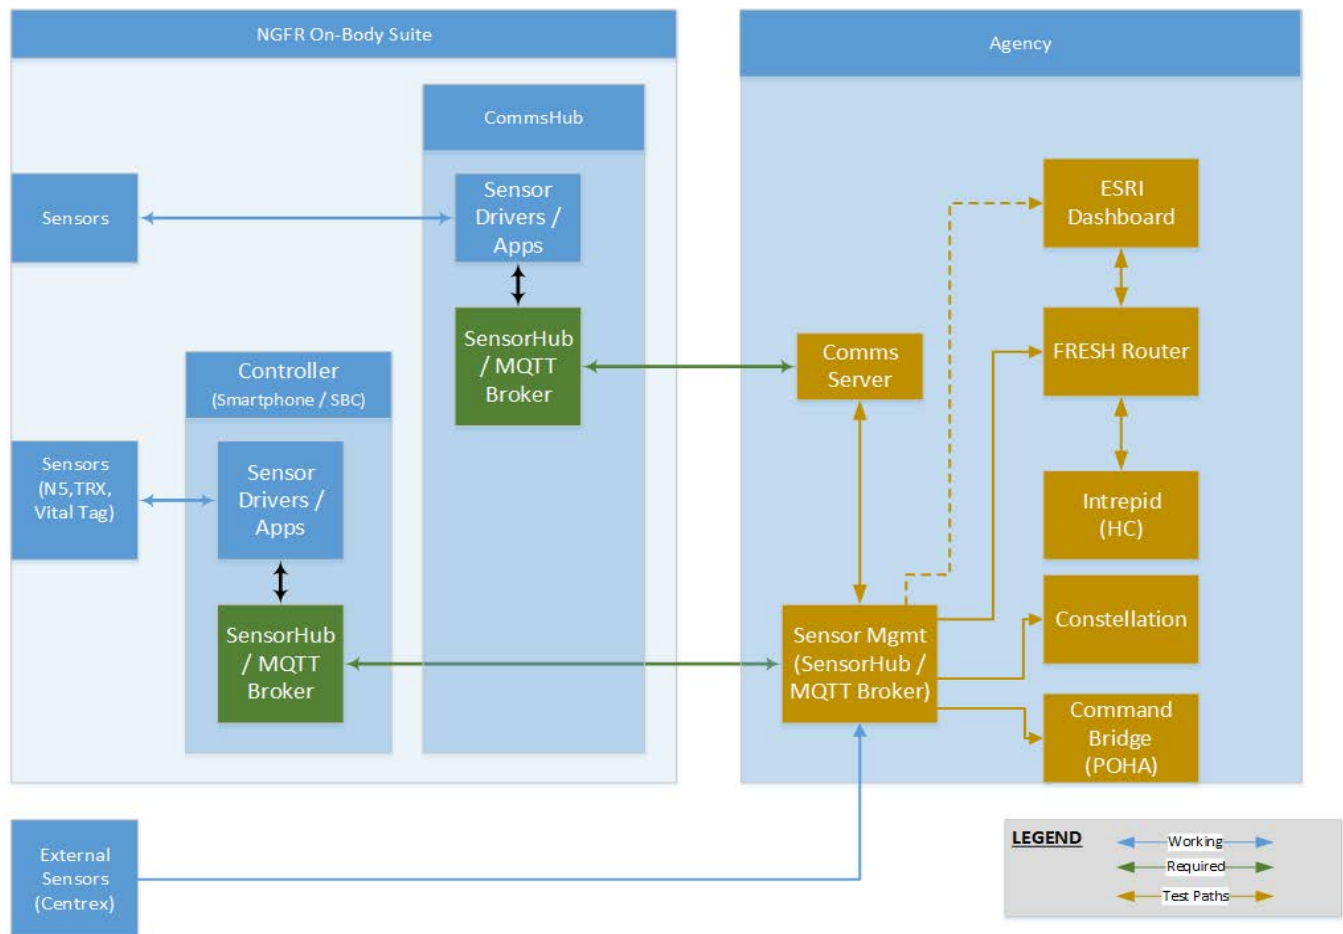 NGFR On-Body Suite
Agency
CommsHub
Sensors
Sensor
Drivers /
Apps
SensorHub
/ MQTT
Broker
Controller
(Smartphone / SBC)
Sensors
(N5,TRX,
Vital Tag)
Sensor
Drivers /
Apps
SensorHub
/ MQTT
Broker
External
Sensors
(Centrex)
Comms
Server
Sensor Mgmt
(SensorHub /
MQTT Broker)
ESRI
Dashboard
FRESH Router
Intrepid
(HC)
Constellation
Command
Bridge
(POHA)
LEGEND
Working
Required
Test Paths